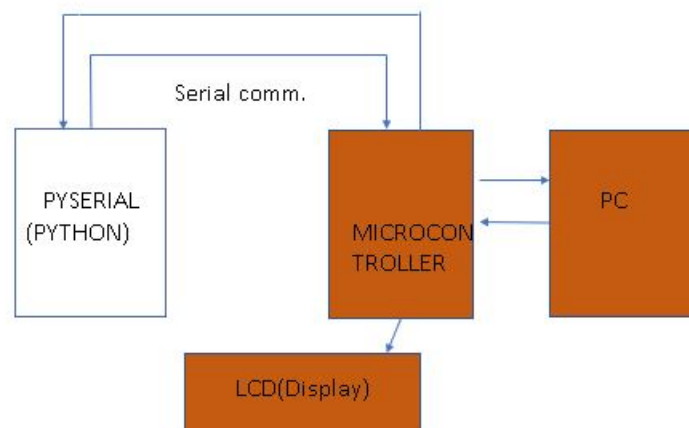 Serial comm.
PYSERIAL
(PYTHON)
MICROCON
TROLLER
PC
LCD(Display)